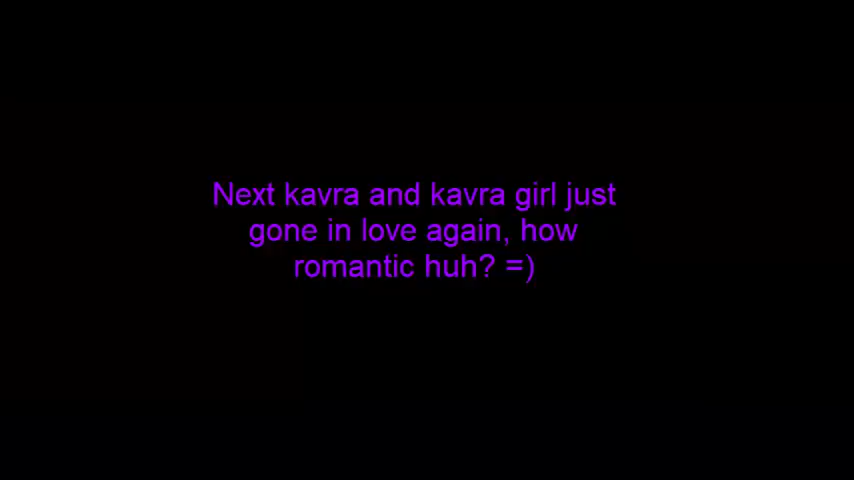 Next kavra and kavra girl just
gone in love again, how
romantic huh? =)